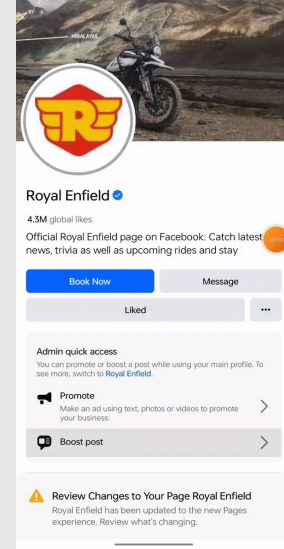 BY
HIMALAYAS
RE
Royal Enfield
4.3M global likes
Official Royal Enfield page on Facebook: Catch latest
news, trivia as well as upcoming rides and stay
Book Now
Message
Liked
Admin quick access
You can promote or boost a post while using your main profile. To
see more, switch to Royal Enfield.
Promote
Make an ad using text, photos or videos to promote
your business.
Boost post
Review Changes to Your Page Royal Enfield
Royal Enfield has been updated to the new Pages
experience. Review what's changing.